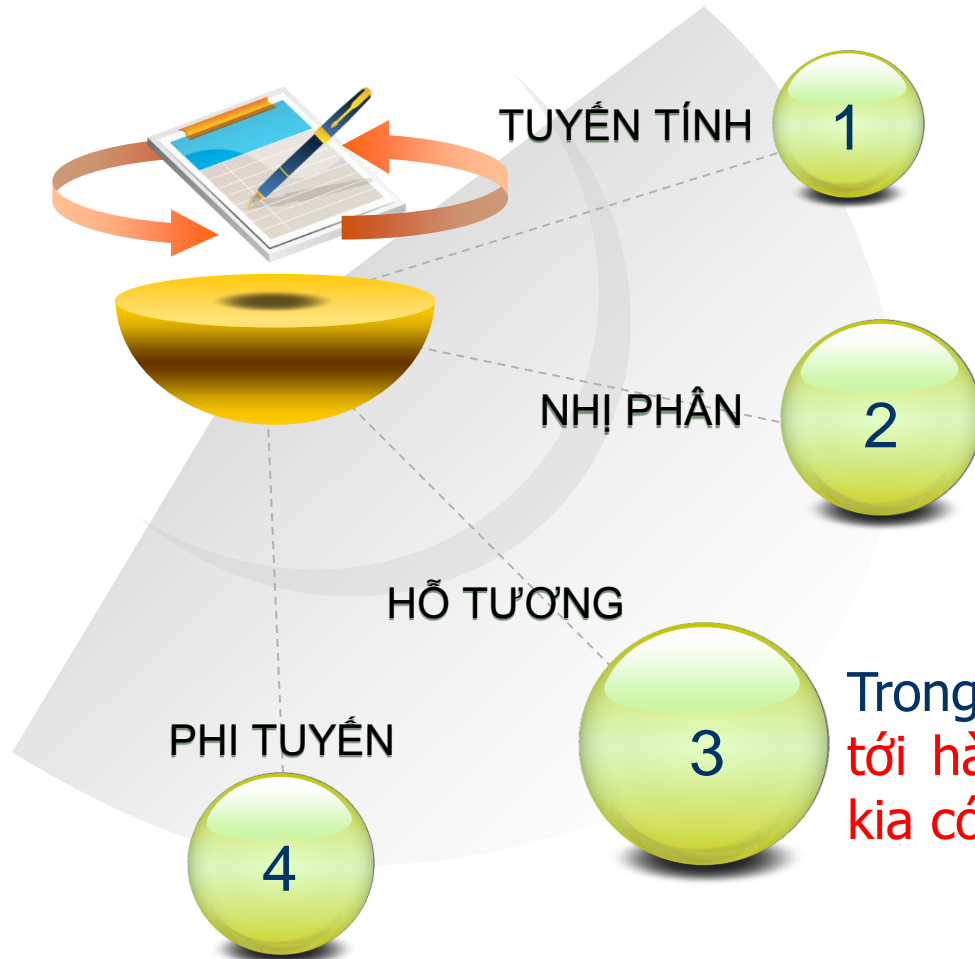 TUYẾN TÍNH
1
NHỊ PHÂN
2
HỖ TƯƠNG
3
Trong
tới
kia
PHI TUYẾN
4